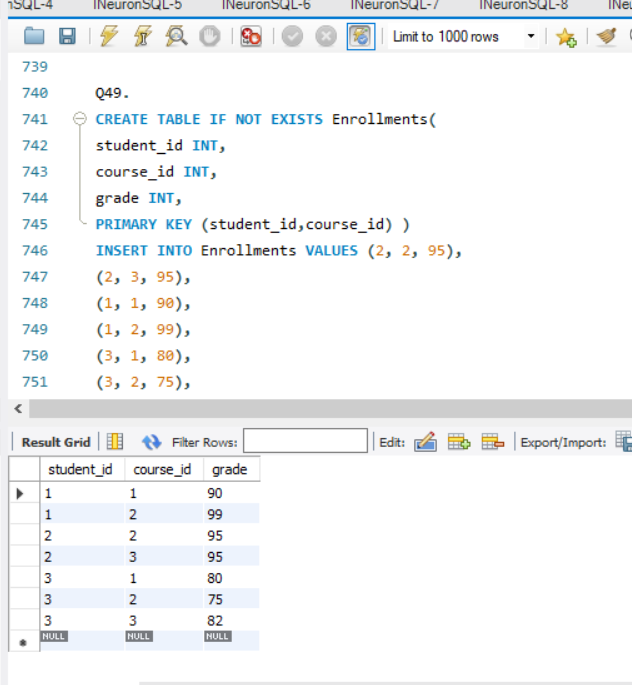 nSQL-4 INeuronSQL-5 INeuronSQL-6 INeuronSQL-7 INeuronSQL-8 INeu
Limit to 1000 rows
739
740 Q49.
741 CREATE TABLE IF NOT EXISTS Enrollments(
742 student_id INT,
743 course_id INT,
744 grade INT,
745 PRIMARY KEY (student_id,course_id) )
746 INSERT INTO Enrollments VALUES (2, 2, 95),
747 (2, 3, 95),
748 (1, 1, 90),
749 (1, 2, 99),
750 (3, 1, 80),
751 (3, 2, 75),
Result Grid Filter Rows: Edit: Export/Import:
student_id course_id grade
1 1 90
1 2 99
2 2 95
2 3 95
3 1 80
3 2 75
3 3 82
NULL NULL NULL